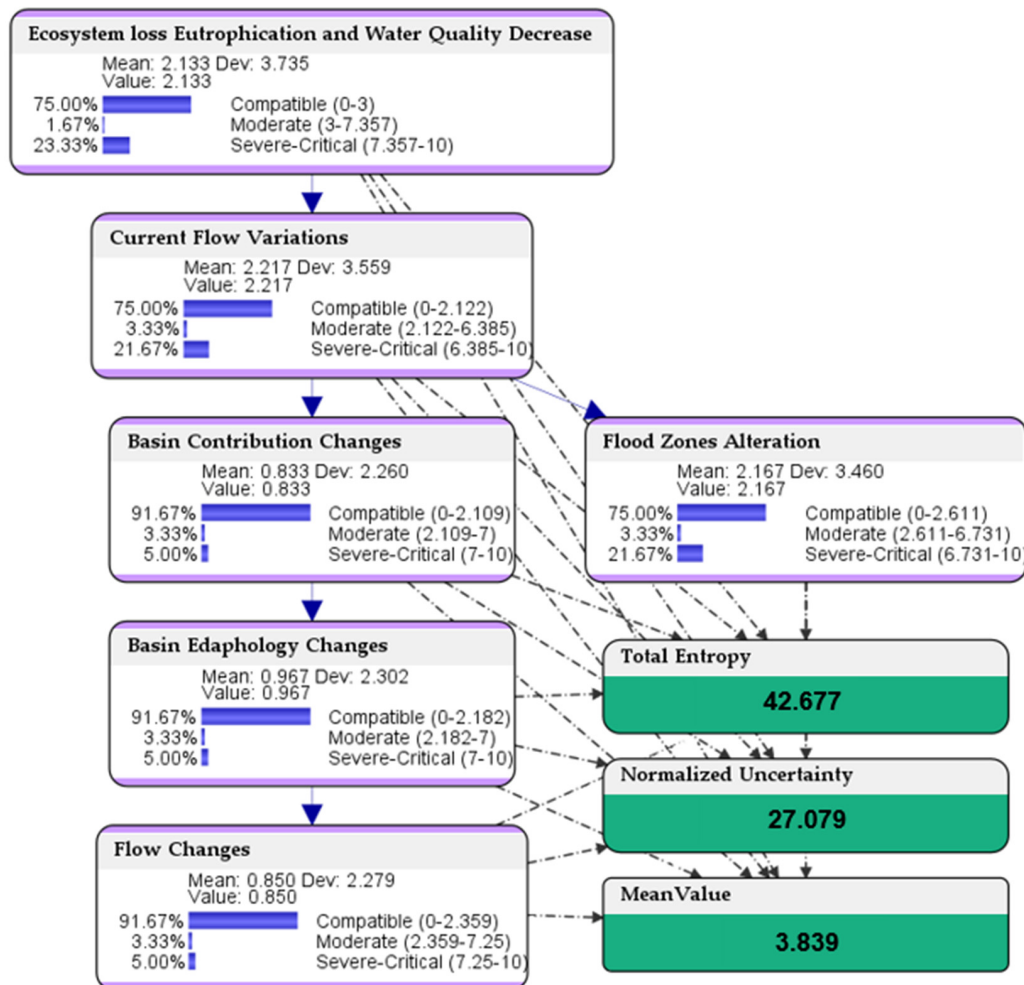 Ecosystem loss Eutrophication and Water Quality Decrease
Mean: 2.133 Dev: 3.735
Value: 2.133
75.00% Compatible (0-3)
1.67% Moderate (3-7.357)
23.33% Severe-Critical (7.357-10)
Current Flow Variations
Mean: 2.217 Dev: 3.559
Value: 2.217
75.00% Compatible (0-2.122)
3.33% Moderate (2.122-6.385)
21.67% Severe-Critical (6.385-10)
Basin Contribution Changes
Mean: 0.833 Dev: 2.260
Value: 0.833
91.67% Compatible (0-2.109)
3.33% Moderate (2.109-7)
5.00% Severe-Critical (7-10)
Flood Zones Alteration
Mean: 2.167 Dev: 3.460
Value: 2.167
75.00% Compatible (0-2.611)
3.33% Moderate (2.611-6.731)
21.67% Severe-Critical (6.731-10)
Basin Edaphology Changes
Mean: 0.967 Dev: 2.302
Value: 0.967
91.67% Compatible (0-2.182)
3.33% Moderate (2.182-7)
5.00% Severe-Critical (7-10)
Total Entropy
42.677
Normalized Uncertainty
27.079
Flow Changes
Mean: 0.850 Dev: 2.279
Value: 0.850
91.67% Compatible (0-2.359)
3.33% Moderate (2.359-7.25)
5.00% Severe-Critical (7.25-10)
MeanValue
3.839